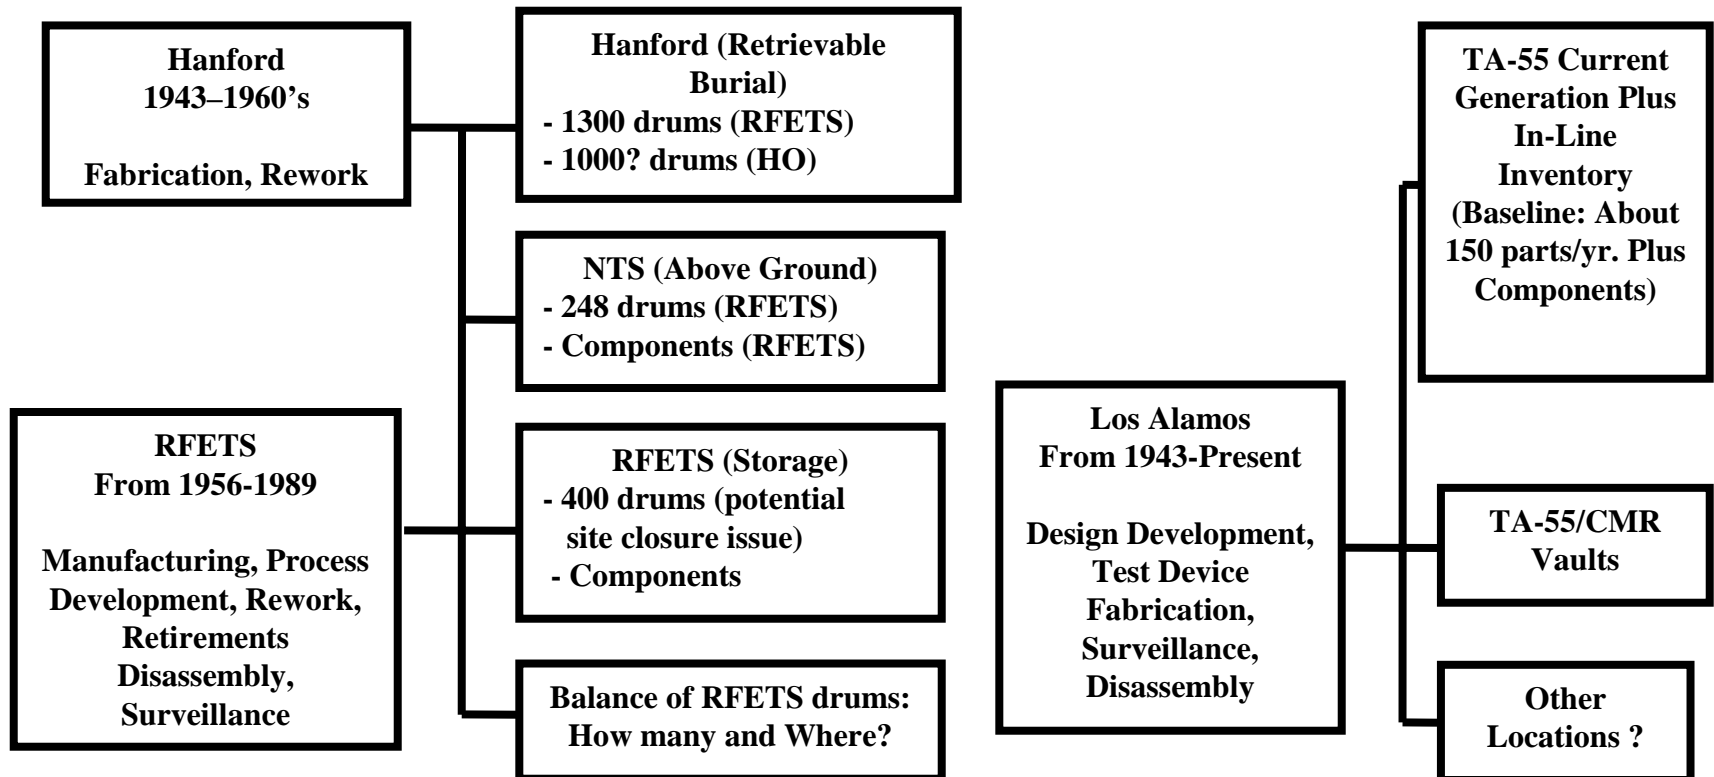 Hanford
1943–1960's
Fabrication, Rework
RFETS
From 1956-1989
Manufacturing, Process
Development, Rework,
Retirements
Disassembly,
Surveillance
Hanford (Retrievable
Burial)
- 1300 drums (RFETS)
- 1000? drums (HO)
NTS (Above Ground)
- 248 drums (RFETS)
- Components (RFETS)
RFETS (Storage)
- 400 drums (potential
site closure issue)
- Components
Balance of RFETS drums:
How many and Where?
Los Alamos
From 1943-Present
Design Development,
Test Device
Fabrication,
Surveillance,
Disassembly
TA-55 Current
Generation Plus
In-Line
Inventory
(Baseline: About
150 parts/yr. Plus
Components)
TA-55/CMR
Vaults
Other
Locations ?